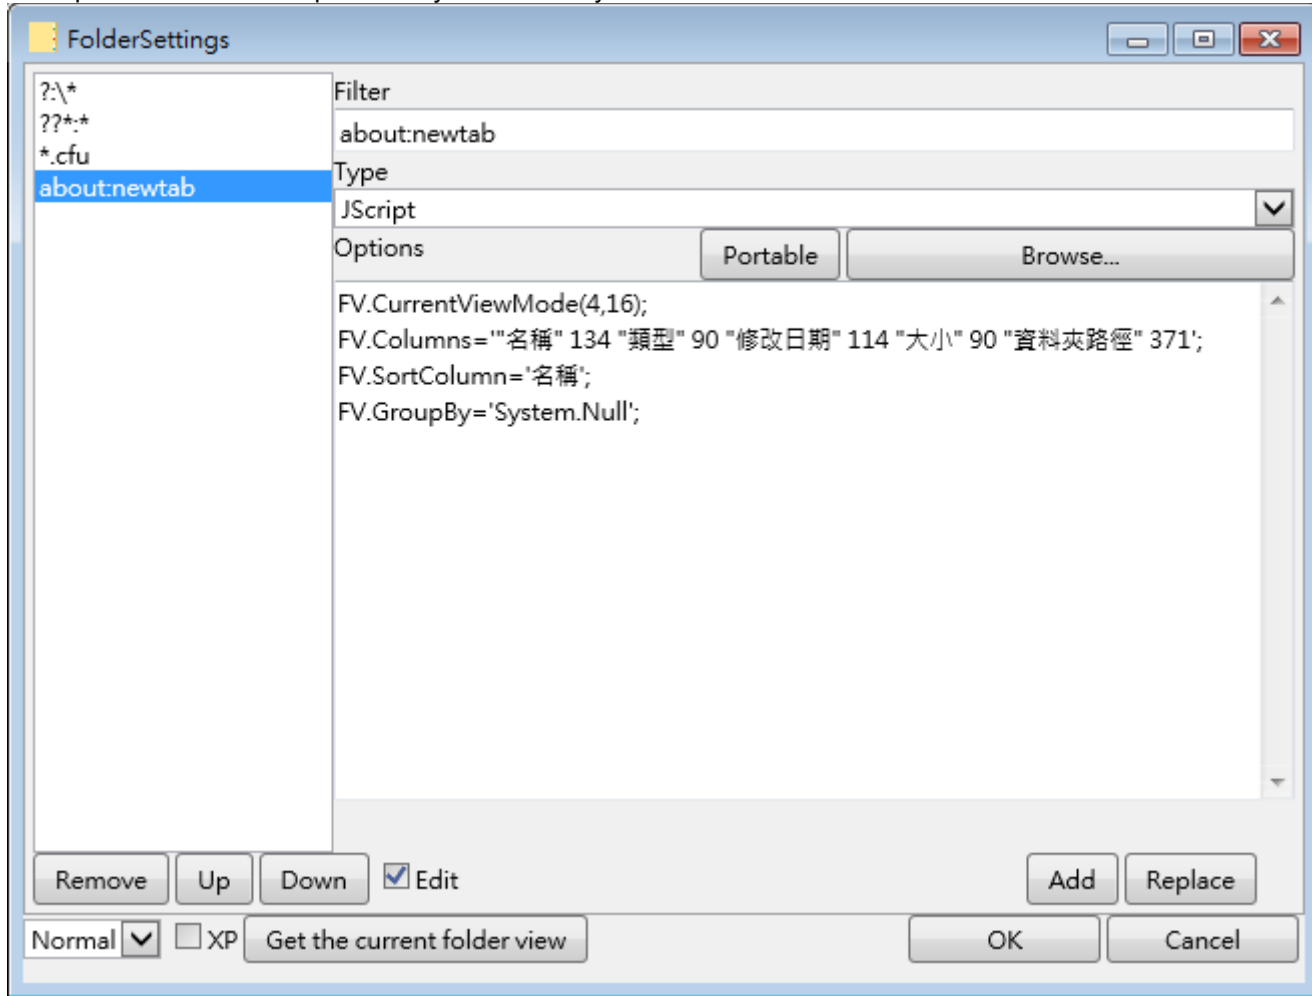 FolderSettings
?:\*
??*:*
*.cfu
about:newtab
Filter
about:newtab
Type
JScript
Options
Portable
Browse...
FV.CurrentViewMode(4,16);
FV.Columns='"名稱" 134 "類型" 90 "修改日期" 114 "大小" 90 "資料夾路徑" 371';
FV.SortColumn='名稱';
FV.GroupBy='System.Null';
Remove
Up
Down
Edit
Add
Replace
Normal
XP
Get the current folder view
OK
Cancel